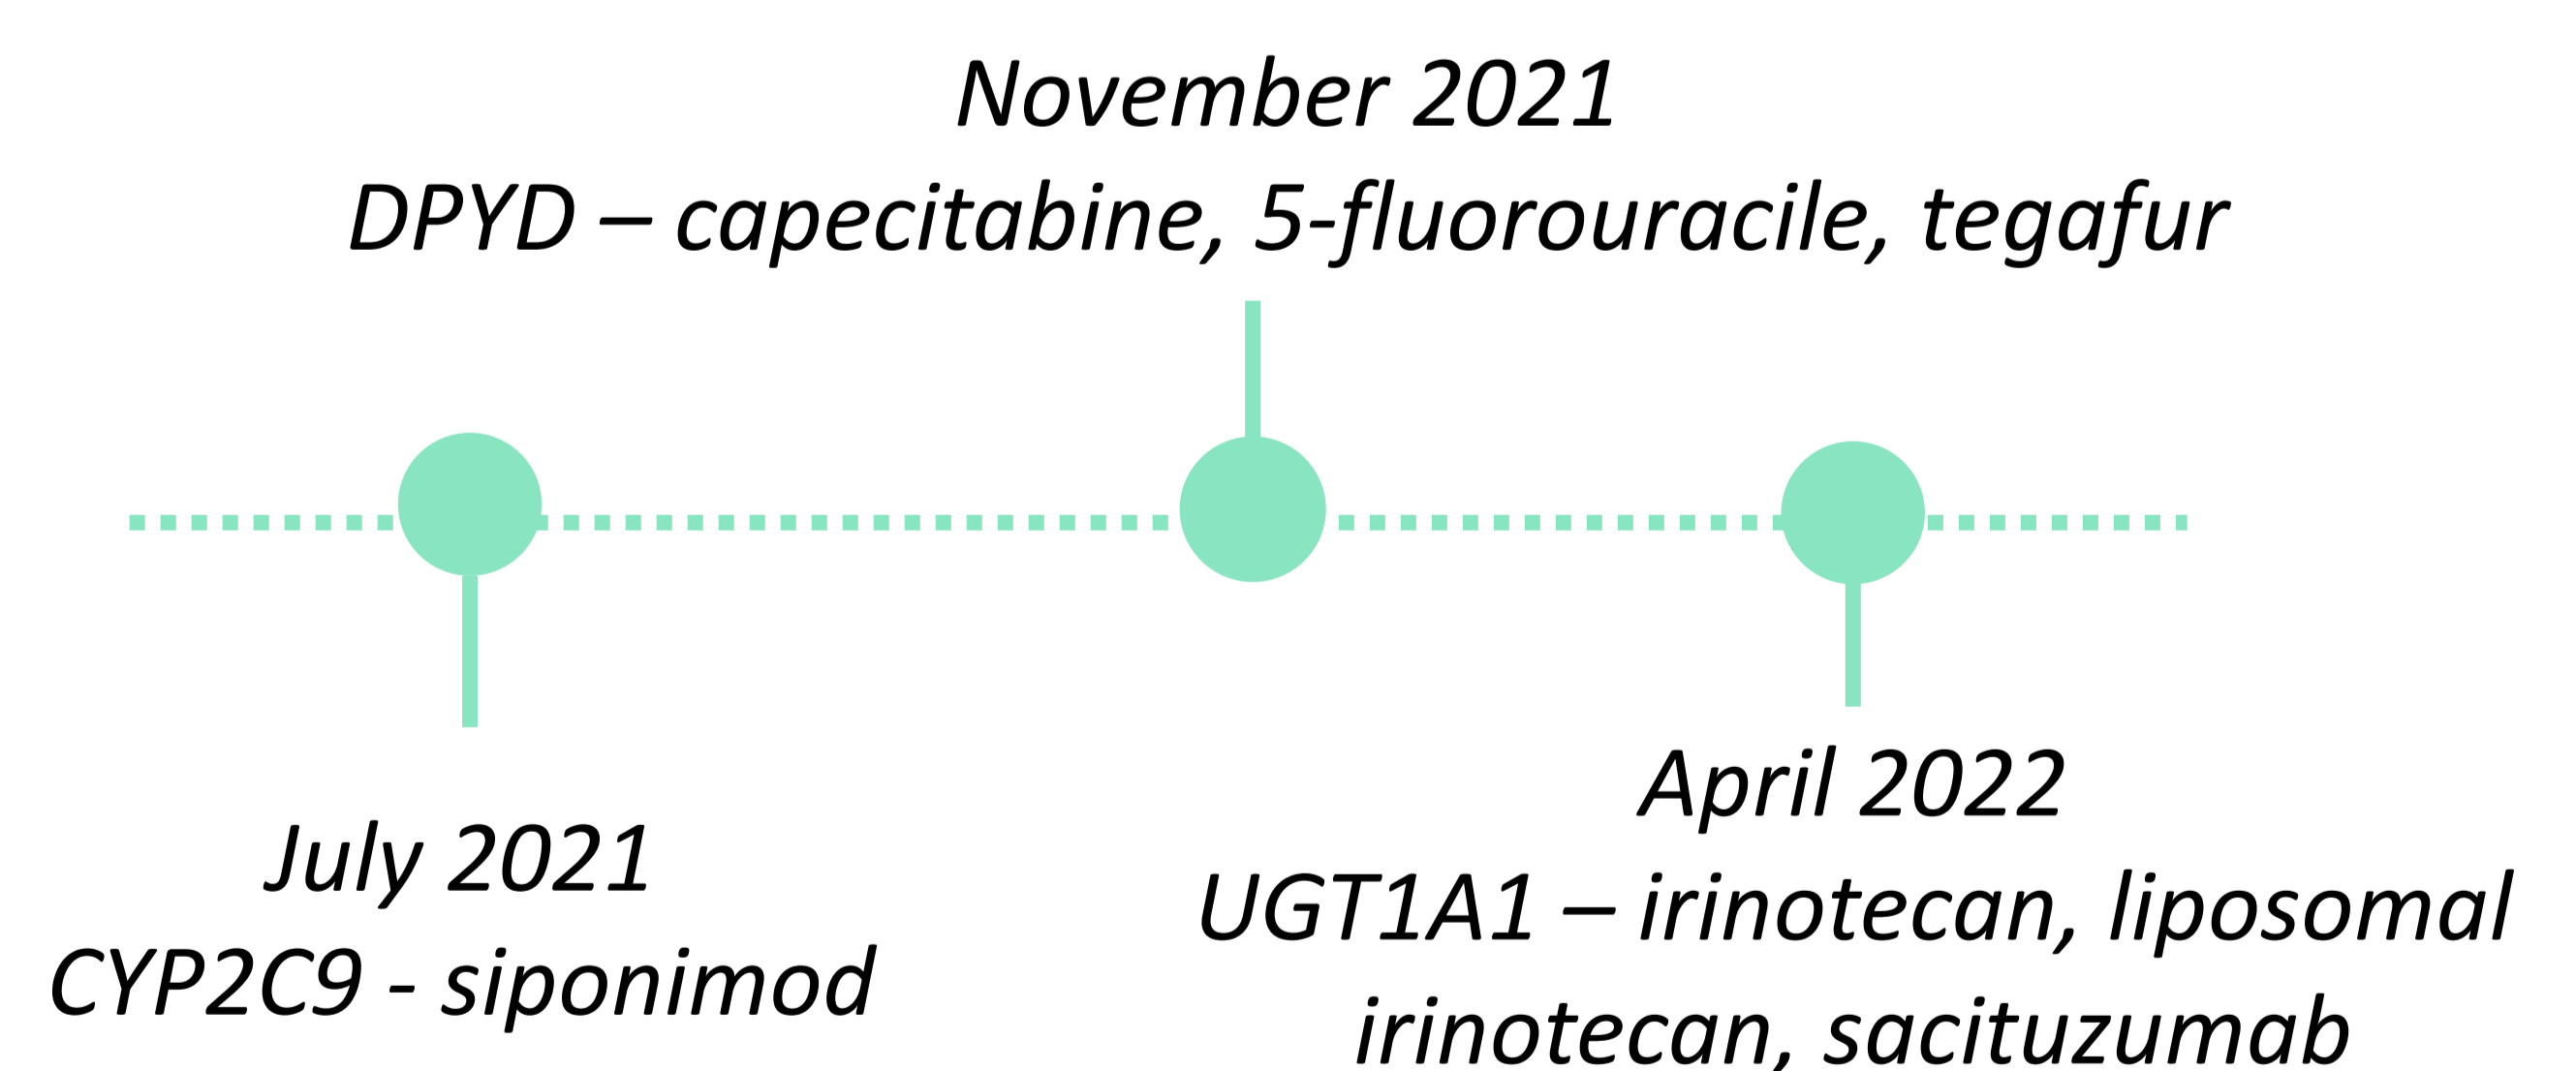 November 2021
DPYD – capecitabine, 5-fluorouracile, tegafur
July 2021
CYP2C9 - siponimod
April 2022
UGT1A1 – irinotecan, liposomal
irinotecan, sacituzumab